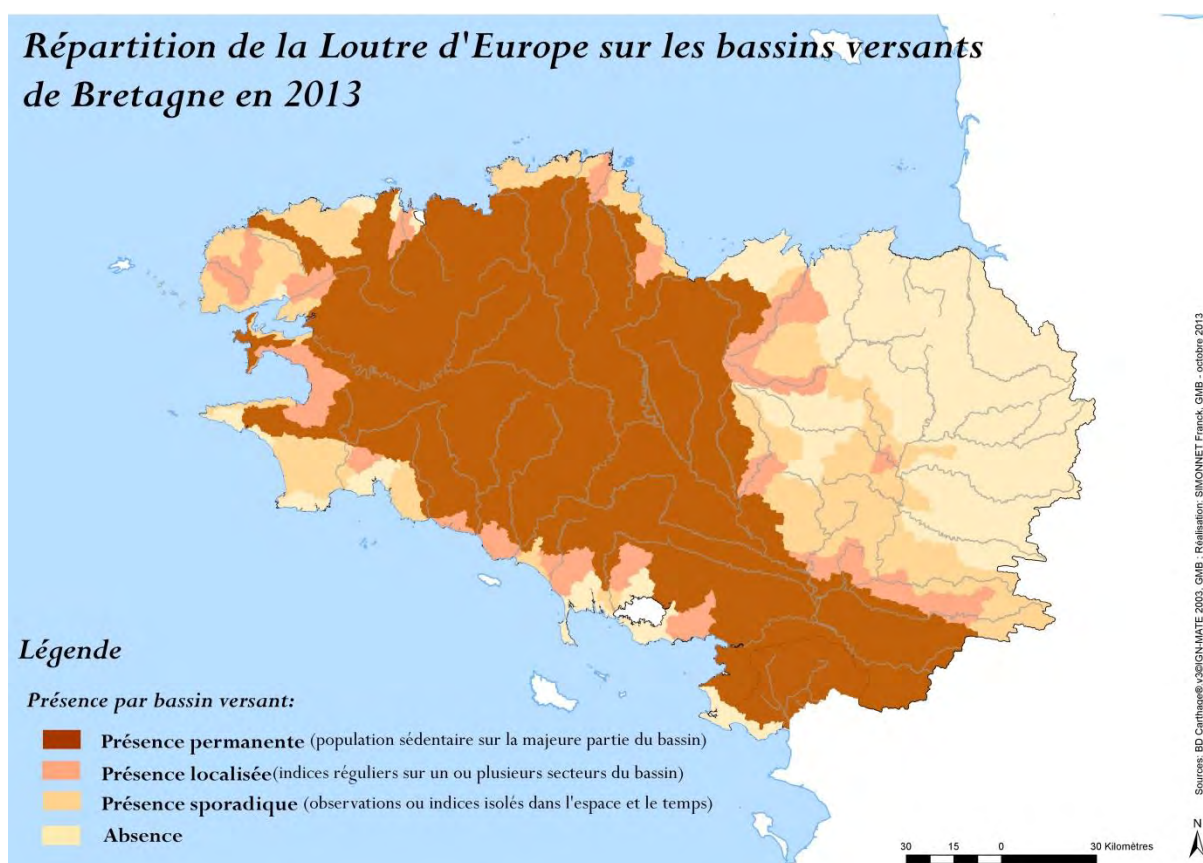 Répartition de la Loutre d'Europe sur les bassins versants
de Bretagne en 2013
Légende
Présence par bassin versant:
Présence permanente (population sédentaire sur la majeure partie du bassin)
Présence localisée(indices réguliers sur un ou plusieurs secteurs du bassin)
Présence sporadique (observations ou indices isolés dans l'espace et le temps)
Absence
30 15 0 30 Kilomètres
N
Sources: BD Carthage®.v3©IGN-MATE 2003, GMB ; Réalisation: SIMONNET Franck, GMB - octobre 2013